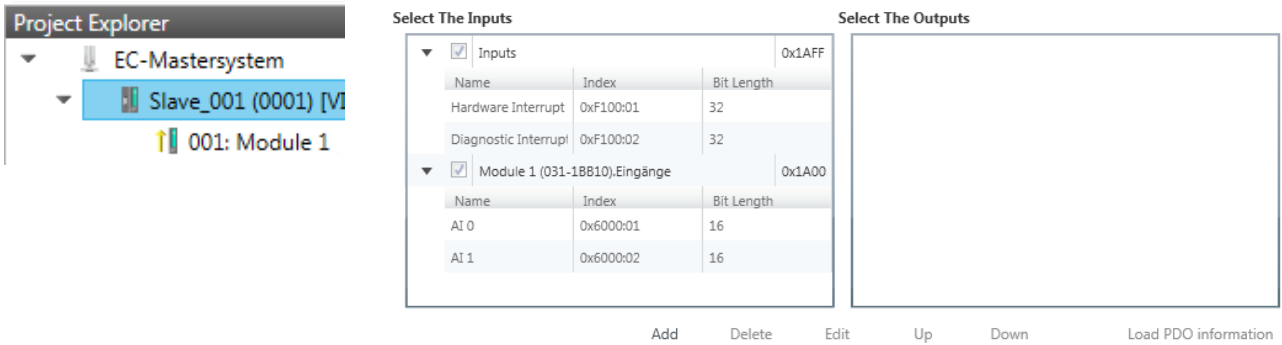 Project Explorer
EC-Mastersystem
Slave_001 (0001) [VI
001: Module 1
Select The Inputs
Inputs 0x1AFF
Name Index Bit Length
Hardware Interrupt 0xF100:01 32
Diagnostic Interrupt 0xF100:02 32
Module 1 (031-1BB10).Eingänge 0x1A00
Name Index Bit Length
AI 0 0x6000:01 16
AI 1 0x6000:02 16
Select The Outputs
Add Delete Edit Up Down Load PDO information